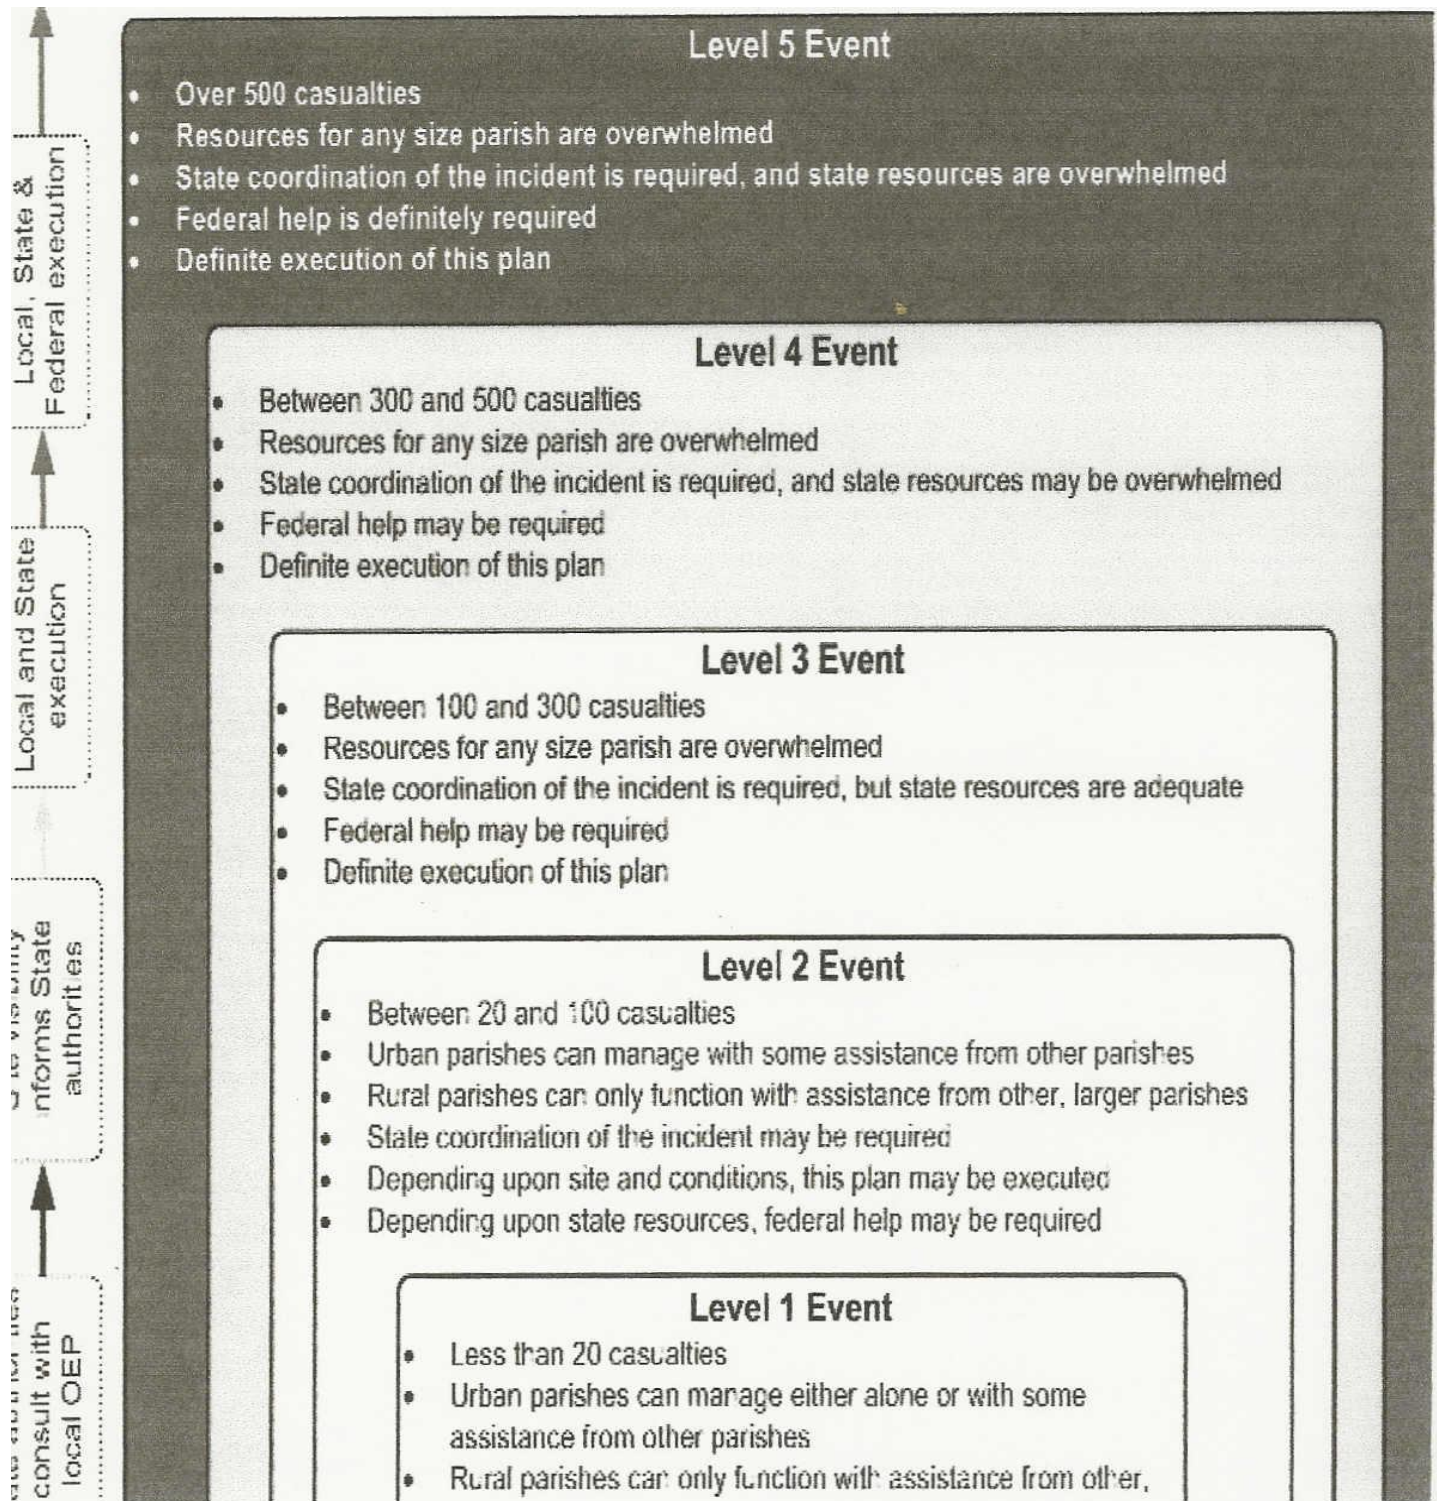 Level 5 Event
• Over 500 casualties
• Resources for any size parish are overwhelmed
• State coordination of the incident is required, and state resources are overwhelmed
• Federal help is definitely required
• Definite execution of this plan
Level 4 Event
• Between 300 and 500 casualties
• Resources for any size parish are overwhelmed
• State coordination of the incident is required, and state resources may be overwhelmed
• Federal help may be required
• Definite execution of this plan
Level 3 Event
• Between 100 and 300 casualties
• Resources for any size parish are overwhelmed
• State coordination of the incident is required, but state resources are adequate
• Federal help may be required
• Definite execution of this plan
Level 2 Event
• Between 20 and 100 casualties
• Urban parishes can manage with some assistance from other parishes
• Rural parishes can only function with assistance from other, larger parishes
• State coordination of the incident may be required
• Depending upon site and conditions, this plan may be executed
• Depending upon state resources, federal help may be required
Level 1 Event
• Less than 20 casualties
• Urban parishes can manage either alone or with some
assistance from other parishes
• Rural parishes can only function with assistance from other,
Local, State &
Federal execution
Local and State
execution
informs State
authorities
consult with
local OEP